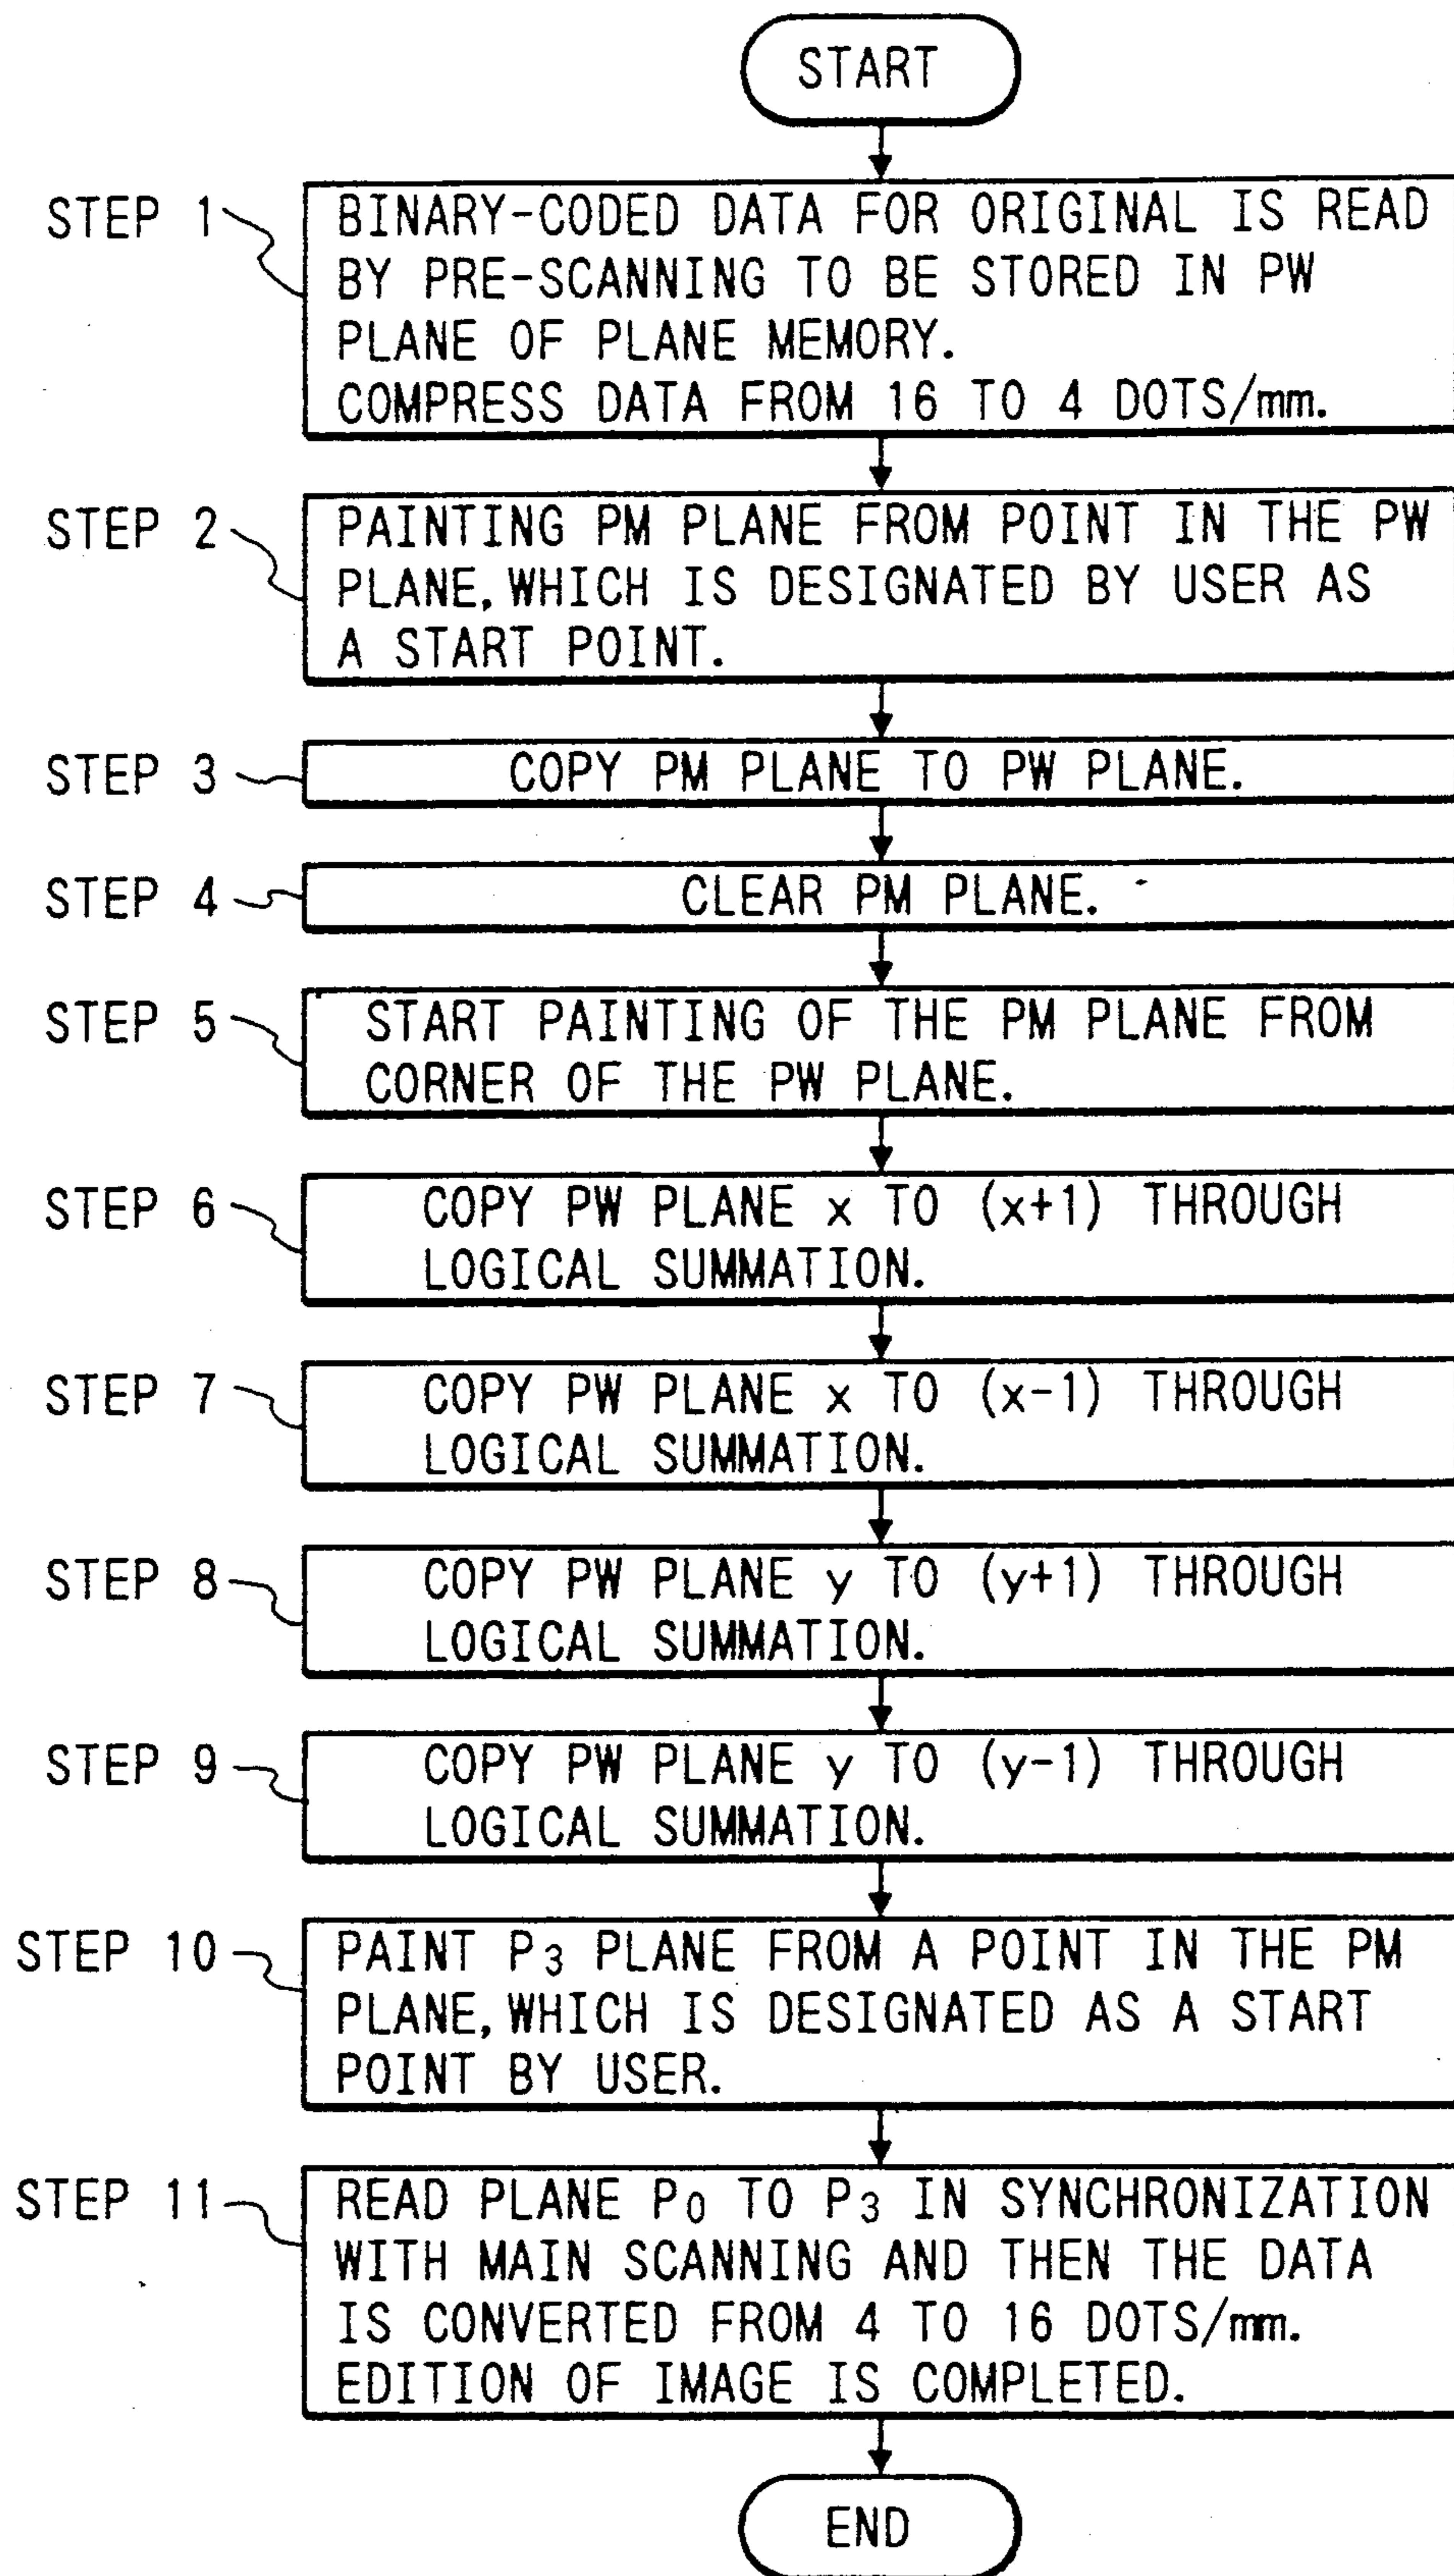 START
STEP 1
BINARY-CODED DATA FOR ORIGINAL IS READ
BY PRE-SCANNING TO BE STORED IN PW
PLANE OF PLANE MEMORY.
COMPRESS DATA FROM 16 TO 4 DOTS/mm.
STEP 2
PAINTING PM PLANE FROM POINT IN THE PW
PLANE, WHICH IS DESIGNATED BY USER AS
A START POINT.
STEP 3
COPY PM PLANE TO PW PLANE.
STEP 4
CLEAR PM PLANE.
STEP 5
START PAINTING OF THE PM PLANE FROM
CORNER OF THE PW PLANE.
STEP 6
COPY PW PLANE x TO (x+1) THROUGH
LOGICAL SUMMATION.
STEP 7
COPY PW PLANE x TO (x-1) THROUGH
LOGICAL SUMMATION.
STEP 8
COPY PW PLANE y TO (y+1) THROUGH
LOGICAL SUMMATION.
STEP 9
COPY PW PLANE y TO (y-1) THROUGH
LOGICAL SUMMATION.
STEP 10
PAINT P3 PLANE FROM A POINT IN THE PM
PLANE, WHICH IS DESIGNATED AS A START
POINT BY USER.
STEP 11
READ PLANE P0 TO P3 IN SYNCHRONIZATION
WITH MAIN SCANNING AND THEN THE DATA
IS CONVERTED FROM 4 TO 16 DOTS/mm.
EDITION OF IMAGE IS COMPLETED.
END